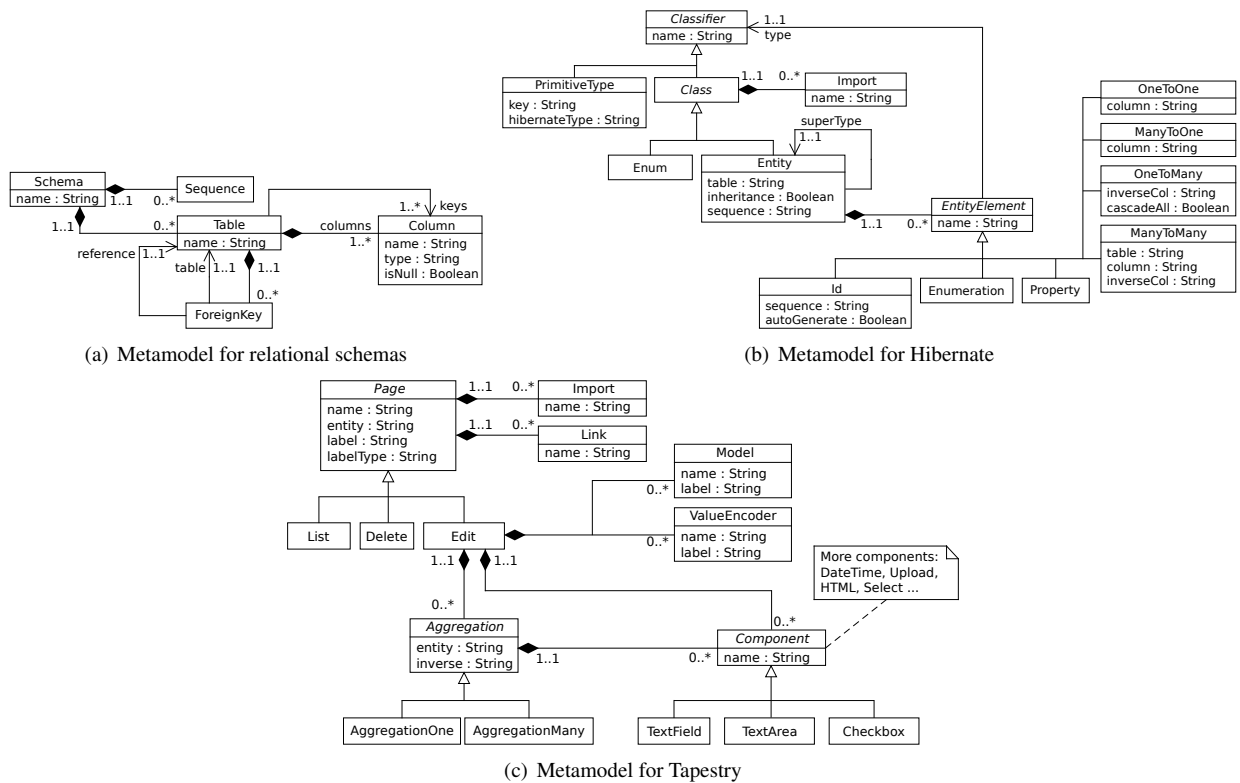 Schema
name : String
1..1
0..*
Sequence
1..1
0..*
Table
name : String
columns
1..*
1..*
keys
Column
name : String
type : String
isNull : Boolean
reference
1..1
table
1..1
1..1
0..*
ForeignKey
(a) Metamodel for relational schemas
Classifier
name : String
1..1
type
PrimitiveType
key : String
hibernateType : String
Class
1..1
0..*
Import
name : String
superType
1..1
Enum
Entity
table : String
inheritance : Boolean
sequence : String
1..1
0..*
EntityElement
name : String
OneToOne
column : String
ManyToOne
column : String
OneToMany
inverseCol : String
cascadeAll : Boolean
ManyToMany
table : String
column : String
inverseCol : String
Id
sequence : String
autoGenerate : Boolean
Enumeration
Property
(b) Metamodel for Hibernate
Page
name : String
entity : String
label : String
labelType : String
1..1
0..*
Import
name : String
1..1
0..*
Link
name : String
List
Delete
Edit
Model
name : String
label : String
0..*
ValueEncoder
name : String
label : String
0..*
1..1
1..1
More components:
DateTime, Upload,
HTML, Select ...
0..*
0..*
Aggregation
entity : String
inverse : String
1..1
0..*
Component
name : String
AggregationOne
AggregationMany
TextField
TextArea
Checkbox
(c) Metamodel for Tapestry